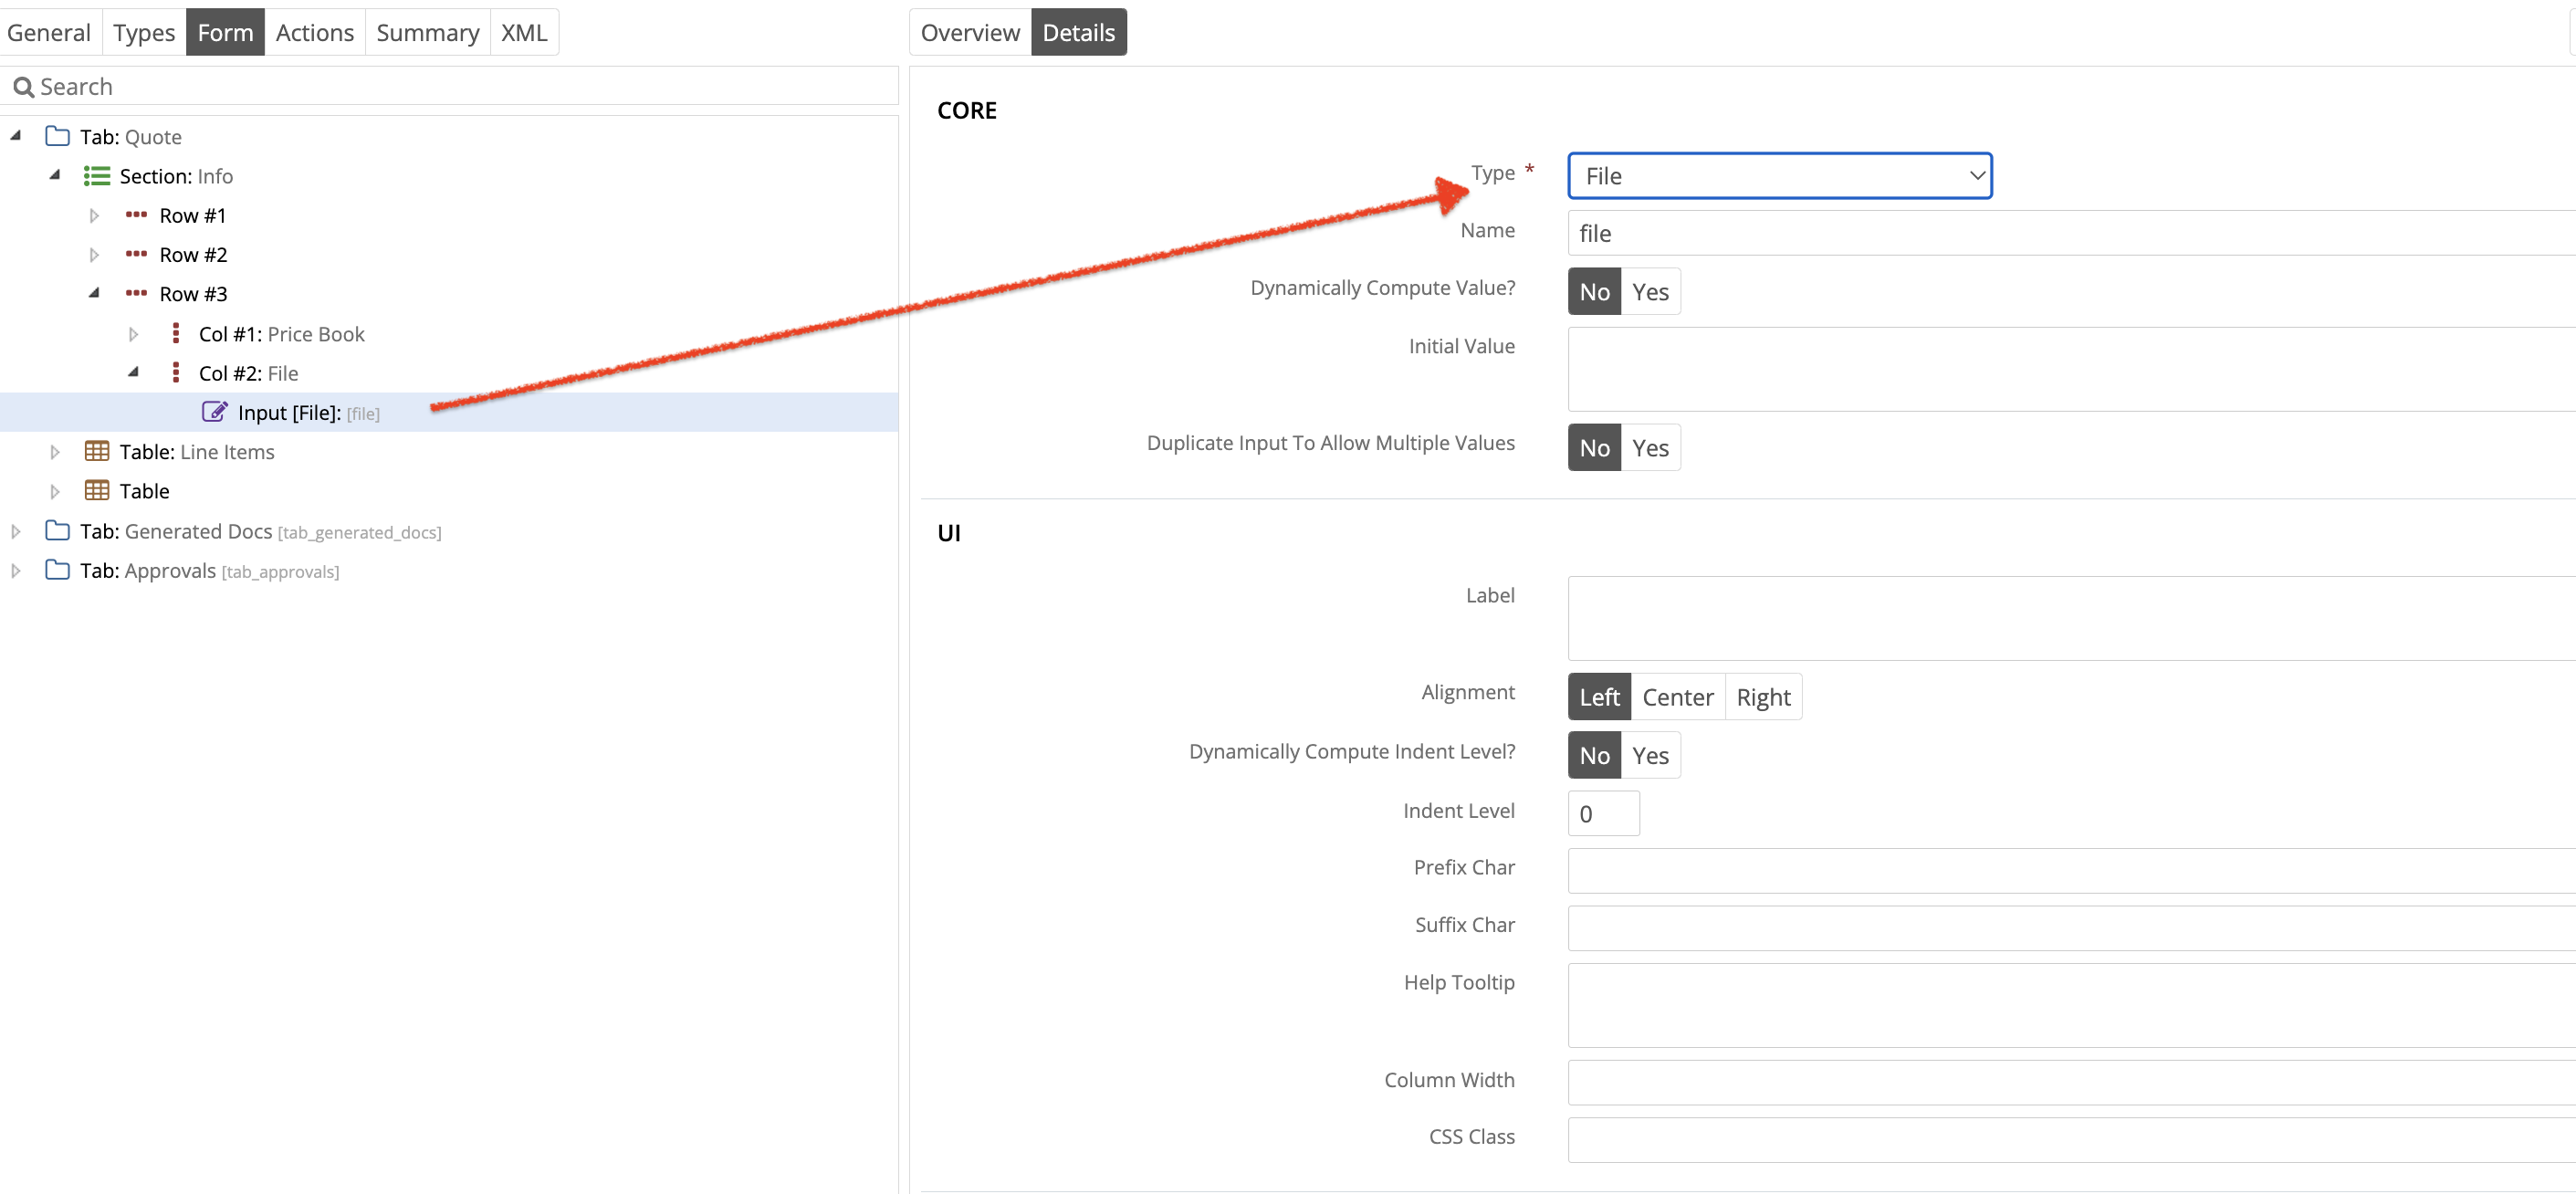 General Types Form Actions Summary XML
Search
Tab: Quote
Section: Info
Row #1
Row #2
Row #3
Col #1: Price Book
Col #2: File
Input [File]: [file]
Table: Line Items
Table
Tab: Generated Docs [tab_generated_docs]
Tab: Approvals [tab_approvals]
Overview Details
CORE
Type * File
Name file
Dynamically Compute Value? No Yes
Initial Value
Duplicate Input To Allow Multiple Values No Yes
UI
Label
Alignment Left Center Right
Dynamically Compute Indent Level? No Yes
Indent Level 0
Prefix Char
Suffix Char
Help Tooltip
Column Width
CSS Class